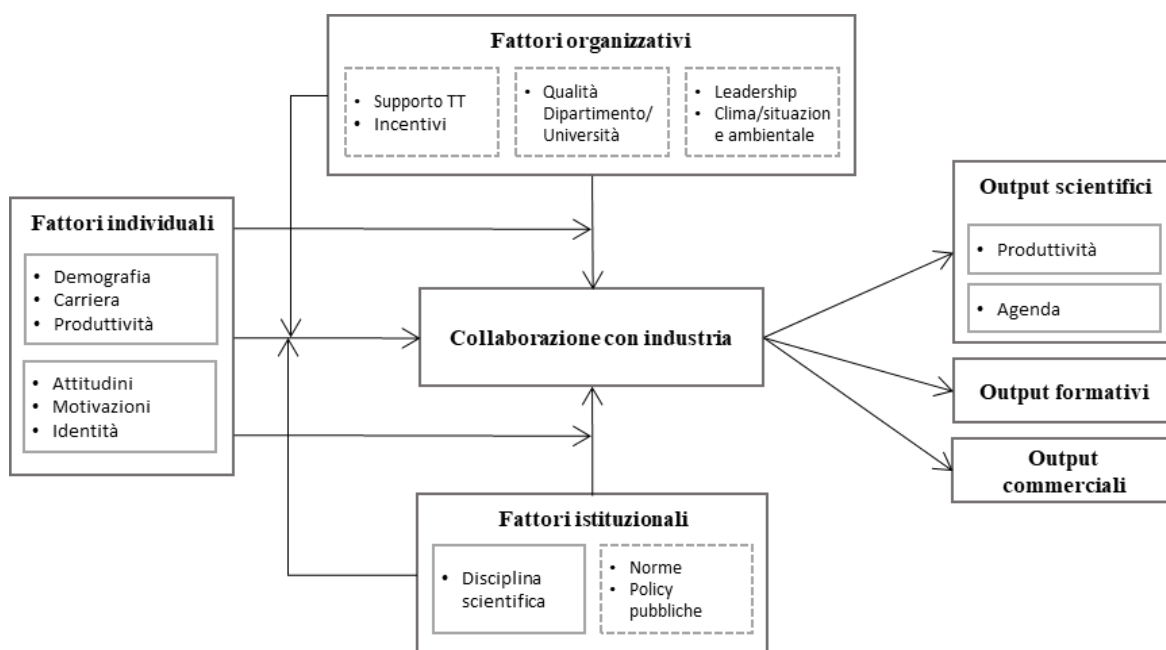 Fattori organizzativi
• Supporto TT
• Incentivi
• Qualità
Dipartimento/
Università
• Leadership
• Clima/situazion
e ambientale
Fattori individuali
• Demografia
• Carriera
• Produttività
• Attitudini
• Motivazioni
• Identità
Collaborazione con industria
Fattori istituzionali
• Disciplina
scientifica
• Norme
• Policy
pubbliche
Output scientifici
• Produttività
• Agenda
Output formativi
Output
commerciali